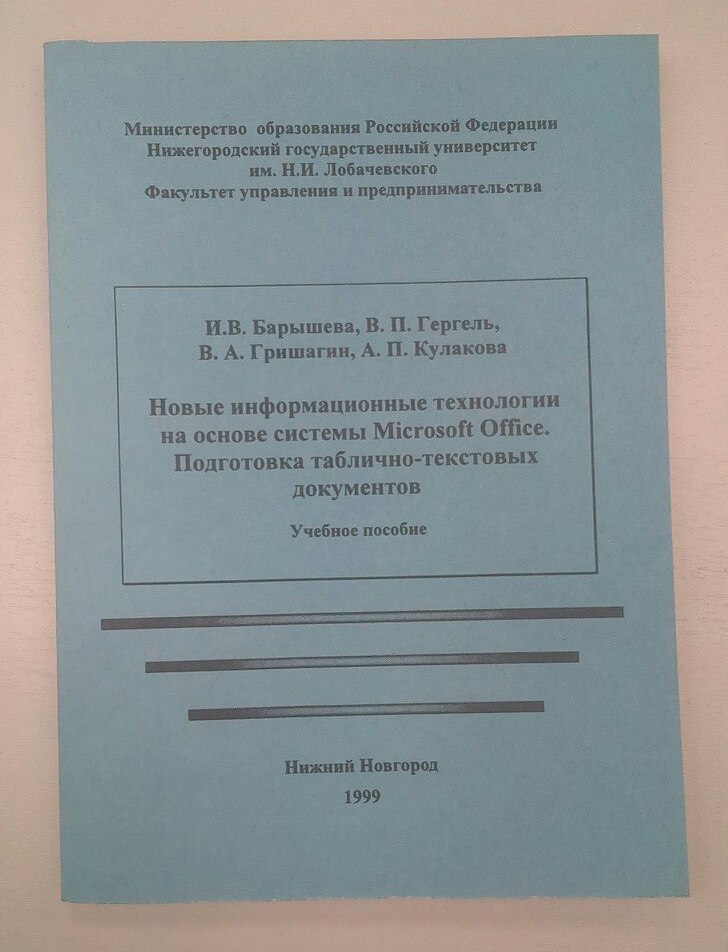 Министерство образования Российской Федерации
Нижегородский государственный университет
им. Н.И. Лобачевского
Факультет управления и предпринимательства
И.В. Барышева, В. П. Гергель,
В. А. Гришагин, А. П. Кулакова
Новые информационные технологии
на основе системы Microsoft Office.
Подготовка таблично-текстовых
документов
Учебное пособие
Нижний Новгород
1999